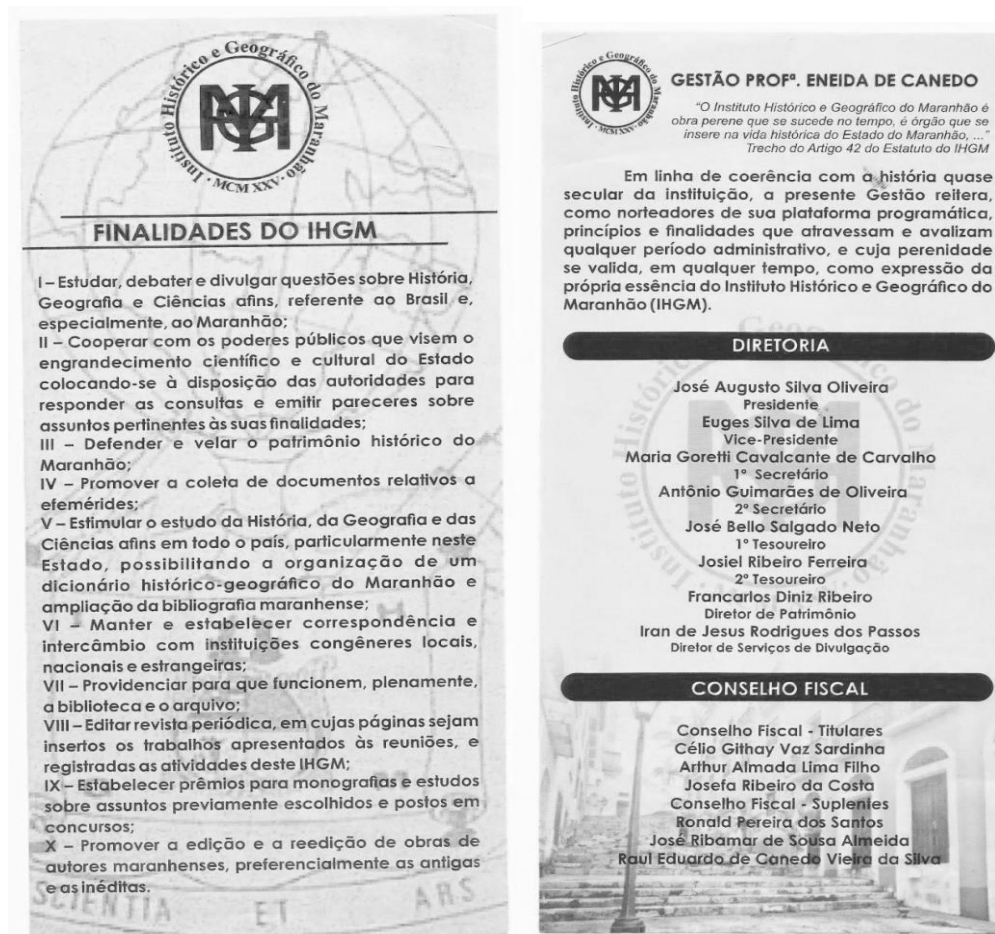 Instituto Histórico e Geográfico do Maranhão
· MCM XXV ·
FINALIDADES DO IHGM
I – Estudar, debater e divulgar questões sobre História,
Geografia e Ciências afins, referente ao Brasil e,
especialmente, ao Maranhão;
II – Cooperar com os poderes públicos que visem o
engrandecimento científico e cultural do Estado
colocando-se à disposição das autoridades para
responder as consultas e emitir pareceres sobre
assuntos pertinentes às suas finalidades;
III – Defender e velar o patrimônio histórico do
Maranhão;
IV – Promover a coleta de documentos relativos a
efemérides;
V – Estimular o estudo da História, da Geografia e das
Ciências afins em todo o país, particularmente neste
Estado, possibilitando a organização de um
dicionário histórico-geográfico do Maranhão e
ampliação da bibliografia maranhense;
VI – Manter e estabelecer correspondência e
intercâmbio com instituições congêneres locais,
nacionais e estrangeiras;
VII – Providenciar para que funcionem, plenamente,
a biblioteca e o arquivo;
VIII – Editar revista periódica, em cujas páginas sejam
insertos os trabalhos apresentados às reuniões, e
registradas as atividades deste IHGM;
IX – Estabelecer prêmios para monografias e estudos
sobre assuntos previamente escolhidos e postos em
concursos;
X – Promover a edição e a reedição de obras de
autores maranhenses, preferencialmente as antigas
e as inéditas.
SCIENTIA ET ARS
Instituto Histórico e Geográfico do Maranhão
· MCM XXV ·
GESTÃO PROFª. ENEIDA DE CANEDO
"O Instituto Histórico e Geográfico do Maranhão é
obra perene que se sucede no tempo, é órgão que se
insere na vida histórica do Estado do Maranhão, ..."
Trecho do Artigo 42 do Estatuto do IHGM
Em linha de coerência com a história quase
secular da instituição, a presente Gestão reitera,
como norteadores de sua plataforma programática,
princípios e finalidades que atravessam e avalizam
qualquer período administrativo, e cuja perenidade
se valida, em qualquer tempo, como expressão da
própria essência do Instituto Histórico e Geográfico do
Maranhão (IHGM).
DIRETORIA
José Augusto Silva Oliveira
Presidente
Euges Silva de Lima
Vice-Presidente
Maria Goretti Cavalcante de Carvalho
1º Secretário
Antônio Guimarães de Oliveira
2º Secretário
José Bello Salgado Neto
1º Tesoureiro
Josiel Ribeiro Ferreira
2º Tesoureiro
Francarlos Diniz Ribeiro
Diretor de Patrimônio
Iran de Jesus Rodrigues dos Passos
Diretor de Serviços de Divulgação
CONSELHO FISCAL
Conselho Fiscal - Titulares
Célio Githay Vaz Sardinha
Arthur Almada Lima Filho
Josefa Ribeiro da Costa
Conselho Fiscal - Suplentes
Ronald Pereira dos Santos
José Ribamar de Sousa Almeida
Raul Eduardo de Canedo Vieira da Silva